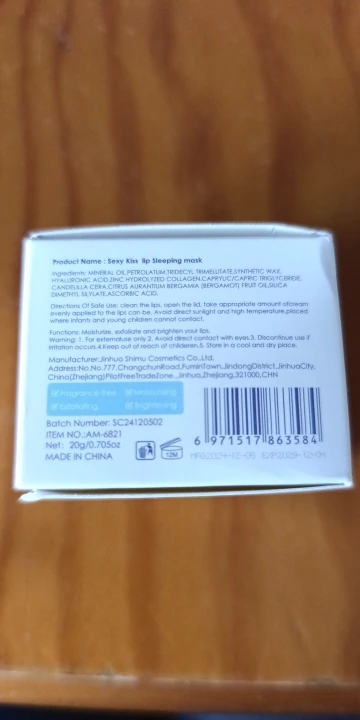 Product Name : Sexy Kiss lip Sleeping mask
Ingredients: MINERAL OIL,PETROLATUM,TRIDECYL TRIMELLITATE,SYNTHETIC WAX,
HYALURONIC ACID,ZINC HYDROLYZED COLLAGEN,CAPRYLIC/CAPRIC TRIGLYCERIDE,
CANDELILLA CERA,CITRUS AURANTIUM BERGAMIA (BERGAMOT) FRUIT OIL,SILICA
DIMETHYL SILYLATE,ASCORBIC ACID.
Directions Of Safe Use: clean the lips, open the lid, take appropriate amount ofcream
evenly applied to the lips can be. Avoid direct sunlight and high temperature,placed
where infants and young children cannot contact.
Functions: Moisturize, exfoliate and brighten your lips.
Warning: 1. For externaluse only 2. Avoid direct contact with eyes.3. Discontinue use if
irritation occurs.4.Keep out of reach of childeren.5. Store in a cool and dry place.
Manufacturer:Jinhua Shimu Cosmetics Co.,Ltd.
Address:No.No.777,ChangchunRoad,FuminTown,JindongDistrict,JinhuaCity,
China(Zhejiang)PilotFreeTradeZone,,Jinhua,Zhejiang,321000,CHN
Fragrance-free Moisturising
Exfoliating Brightening
Batch Number: SC24120502
ITEM NO.:AM-6821
Net: 20g/0.705oz
MADE IN CHINA
12M
6 971517 863584